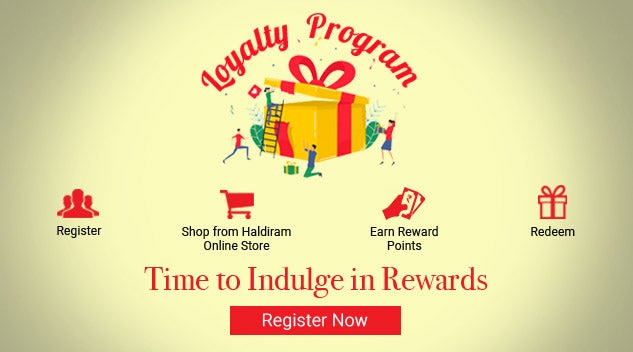 Loyalty Program
Register
Shop from Haldiram
Online Store
Earn Reward
Points
Redeem
Time to Indulge in Rewards
Register Now